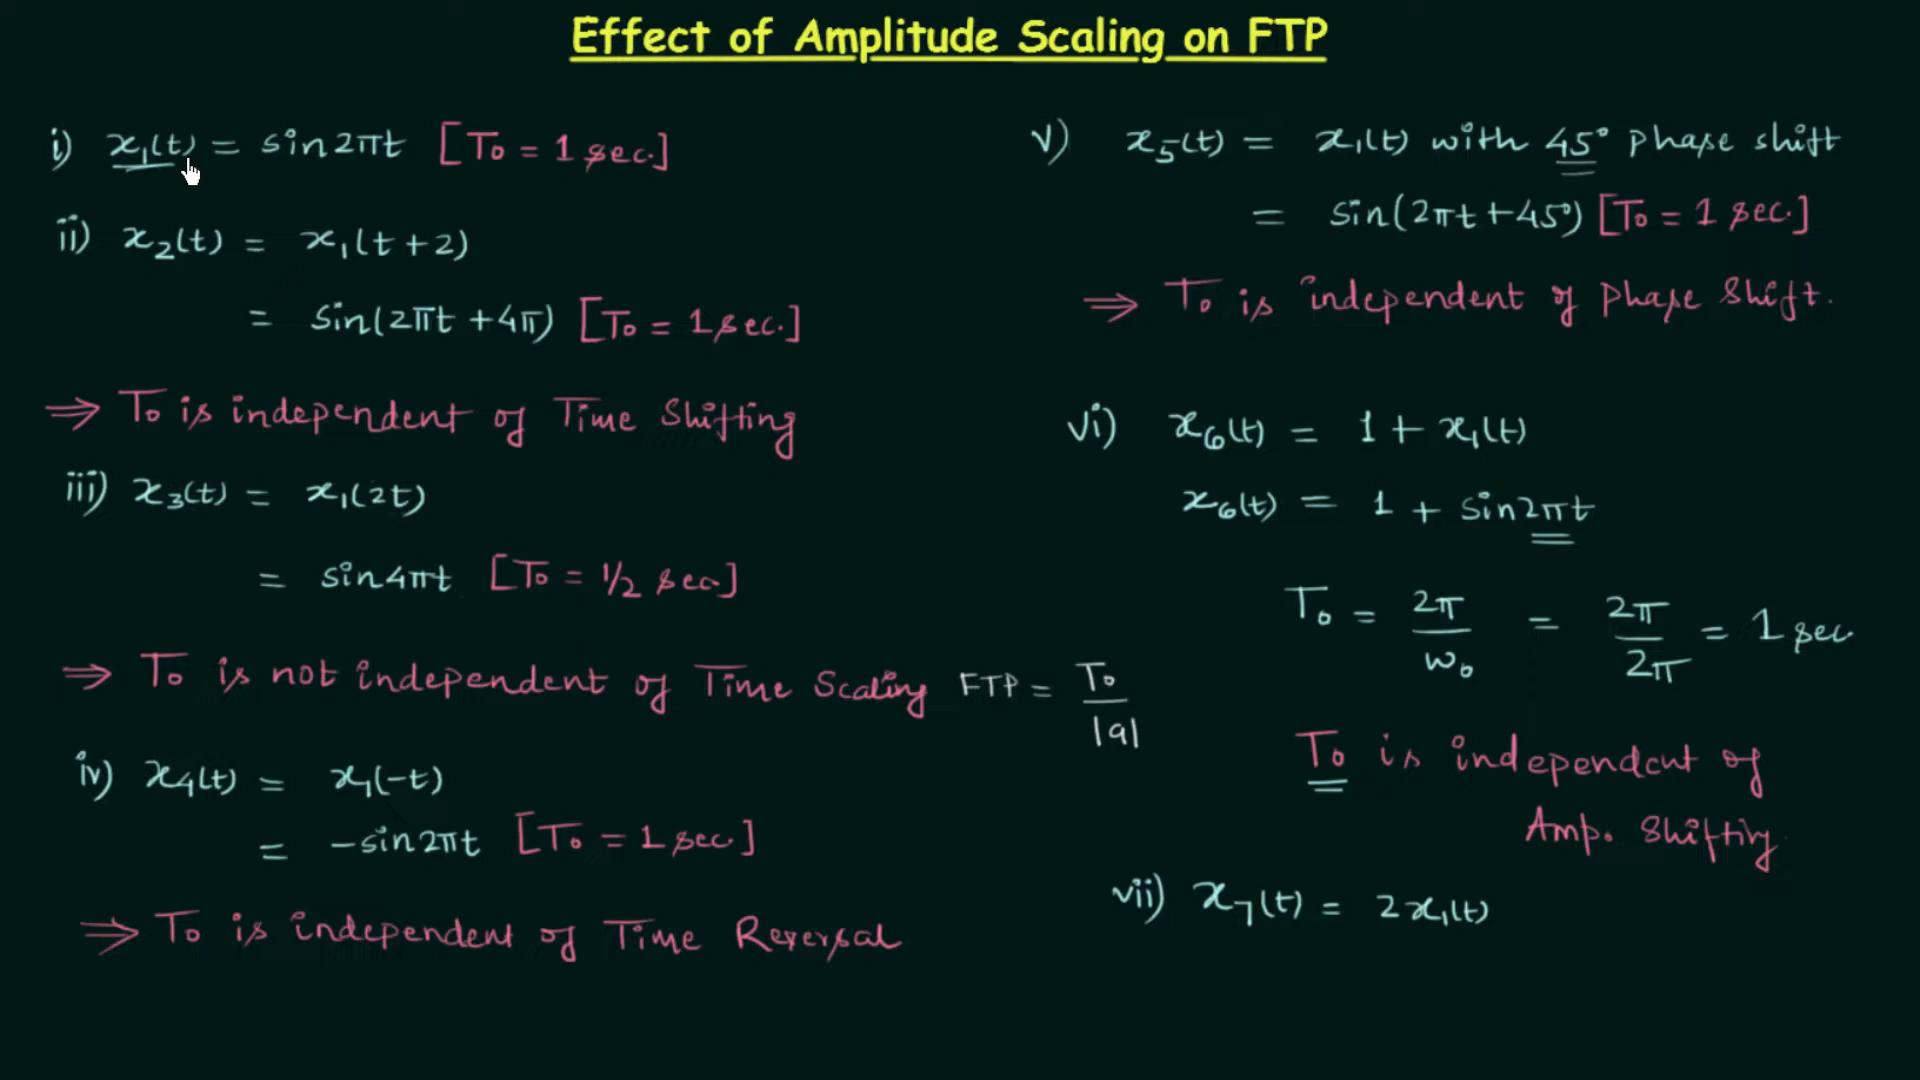 Effect of Amplitude Scaling on FTP
i) x₁(t) = sin2πt [T₀ = 1 sec.]
ii) x₂(t) = x₁(t+2)
= sin(2πt +4π) [T₀ = 1 sec.]
⇒ T₀ is independent of Time Shifting
iii) x₃(t) = x₁(2t)
= sin4πt [T₀ = 1/2 sec.]
⇒ T₀ is not independent of Time Scaling FTP = T₀/|a|
iv) x₄(t) = x₁(-t)
= -sin2πt [T₀ = 1 sec.]
⇒ T₀ is independent of Time Reversal
v) x₅(t) = x₁(t) with 45° phase shift
= sin(2πt+45°) [T₀ = 1 sec.]
⇒ T₀ is independent of Phase Shift.
vi) x₆(t) = 1 + x₁(t)
x₆(t) = 1 + sin2πt
T₀ = 2π/ω₀ = 2π/2π = 1 sec
T₀ is independent of
Amp. Shifting
vii) x₇(t) = 2x₁(t)